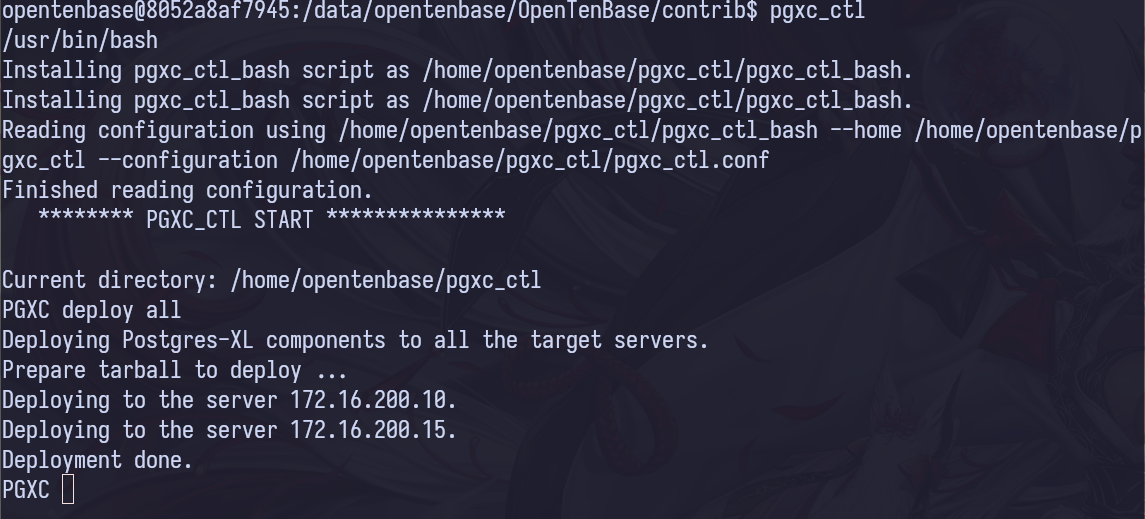 opentenbase@8052a8af7945:/data/opentenbase/OpenTenBase/contrib$ pgxc_ctl
/usr/bin/bash
Installing pgxc_ctl_bash script as /home/opentenbase/pgxc_ctl/pgxc_ctl_bash.
Installing pgxc_ctl_bash script as /home/opentenbase/pgxc_ctl/pgxc_ctl_bash.
Reading configuration using /home/opentenbase/pgxc_ctl/pgxc_ctl_bash --home /home/opentenbase/p
gxc_ctl --configuration /home/opentenbase/pgxc_ctl/pgxc_ctl.conf
Finished reading configuration.
   ******** PGXC_CTL START ***************
Current directory: /home/opentenbase/pgxc_ctl
PGXC deploy all
Deploying Postgres-XL components to all the target servers.
Prepare tarball to deploy ...
Deploying to the server 172.16.200.10.
Deploying to the server 172.16.200.15.
Deployment done.
PGXC